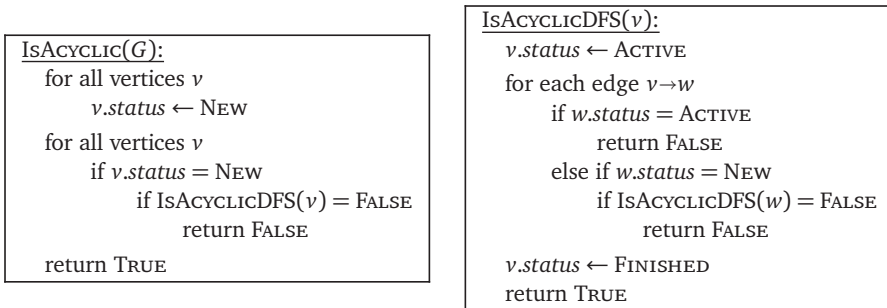 IsAcyclic(G):
for all vertices v
v.status ← New
for all vertices v
if v.status = New
if IsAcyclicDFS(v) = False
return False
return True
IsAcyclicDFS(v):
v.status ← Active
for each edge v→w
if w.status = Active
return False
else if w.status = New
if IsAcyclicDFS(w) = False
return False
v.status ← Finished
return True